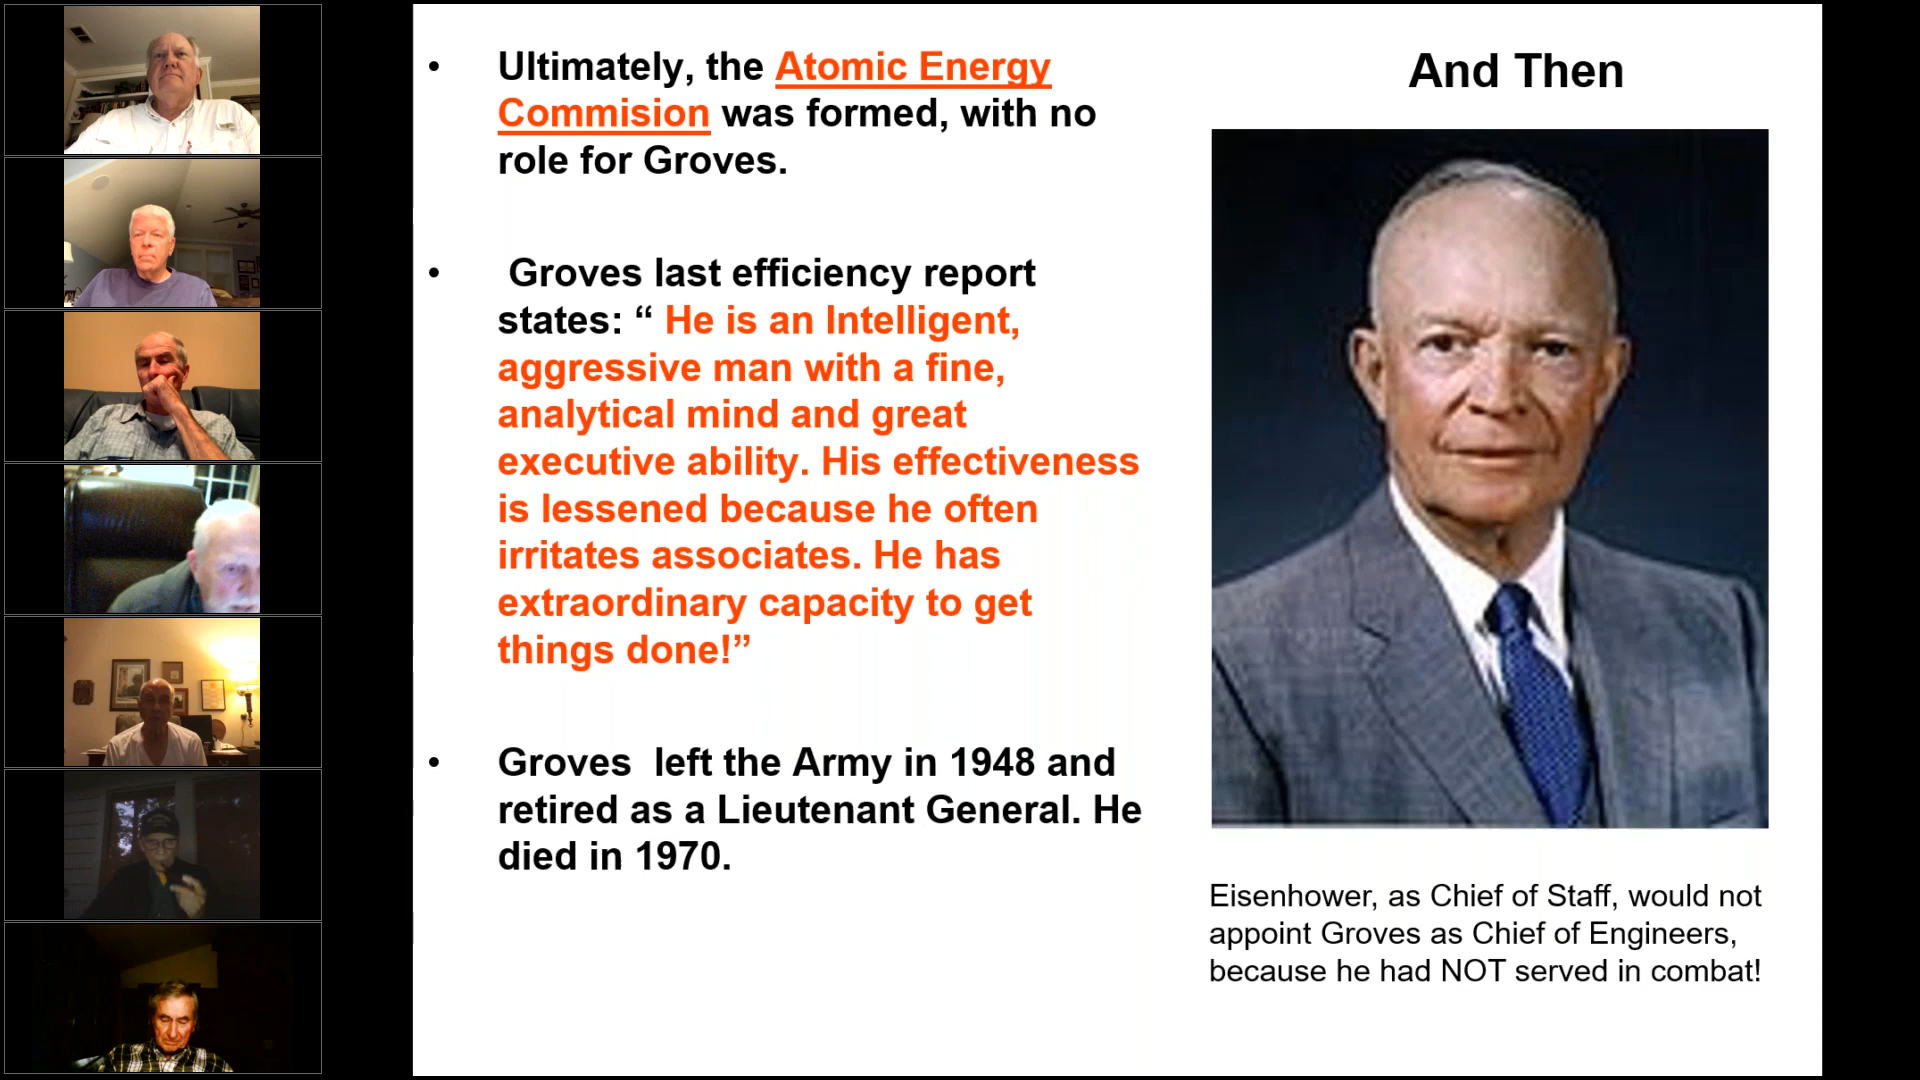 And Then
• Ultimately, the Atomic Energy
Commision was formed, with no
role for Groves.
• Groves last efficiency report
states: “ He is an Intelligent,
aggressive man with a fine,
analytical mind and great
executive ability. His effectiveness
is lessened because he often
irritates associates. He has
extraordinary capacity to get
things done!”
• Groves left the Army in 1948 and
retired as a Lieutenant General. He
died in 1970.
Eisenhower, as Chief of Staff, would not
appoint Groves as Chief of Engineers,
because he had NOT served in combat!